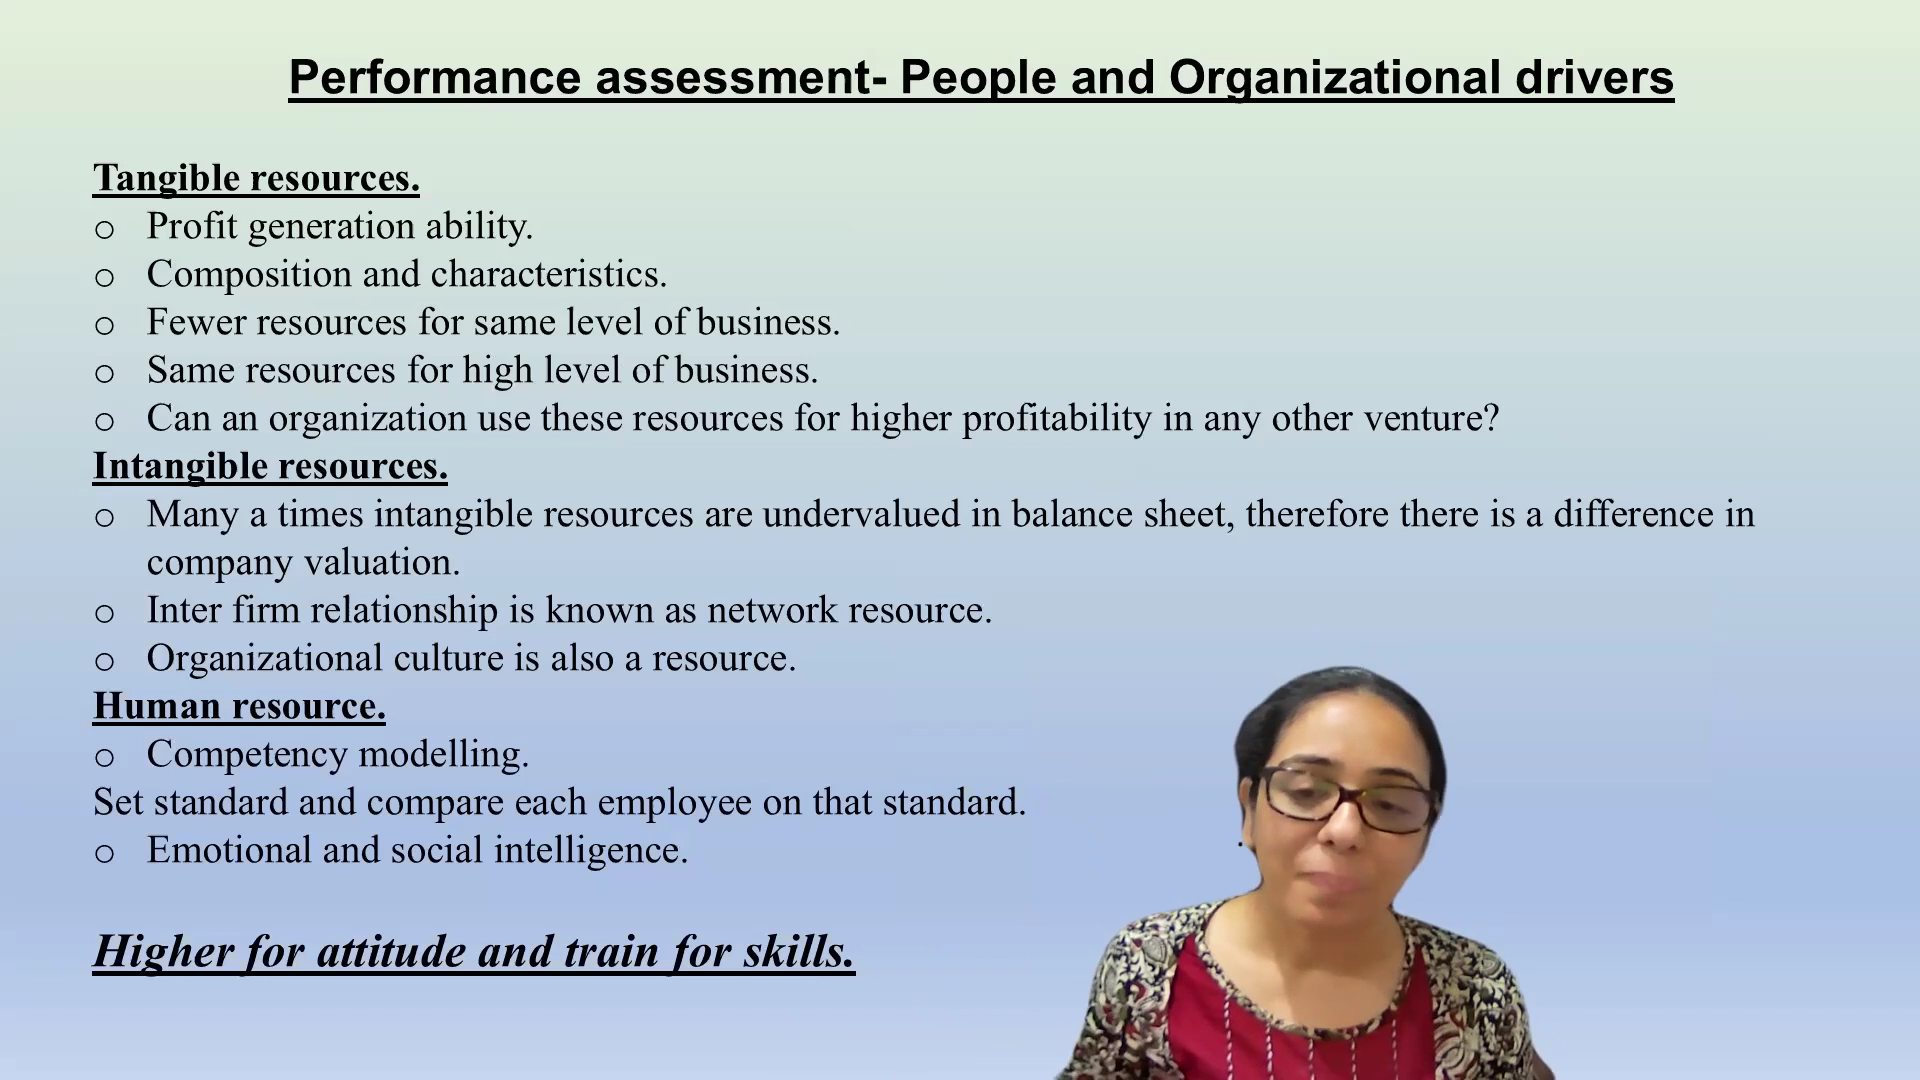 Performance assessment- People and Organizational drivers
Tangible resources.
o Profit generation ability.
o Composition and characteristics.
o Fewer resources for same level of business.
o Same resources for high level of business.
o Can an organization use these resources for higher profitability in any other venture?
Intangible resources.
o Many a times intangible resources are undervalued in balance sheet, therefore there is a difference in
company valuation.
o Inter firm relationship is known as network resource.
o Organizational culture is also a resource.
Human resource.
o Competency modelling.
Set standard and compare each employee on that standard.
o Emotional and social intelligence.
Higher for attitude and train for skills.